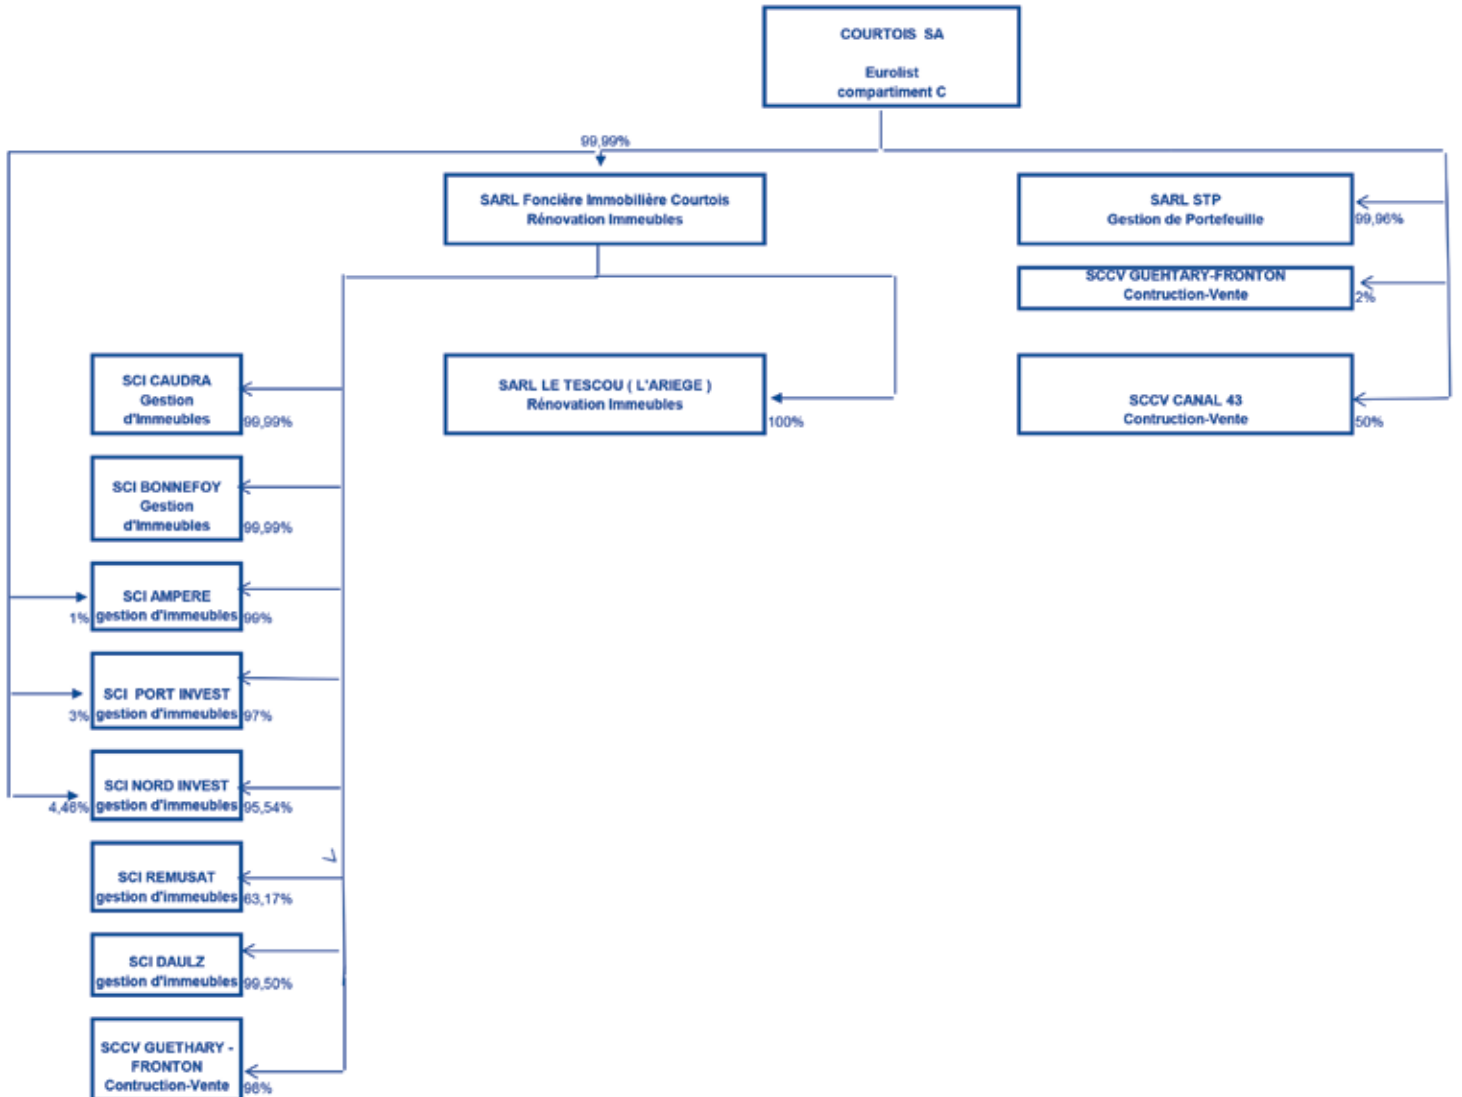 COURTOIS SA
Eurolist
compartiment C
99,99%
SARL Foncière Immobilière Courtois
Rénovation Immeubles
SARL STP
Gestion de Portefeuille
99,96%
SCCV GUEHTARY-FRONTON
Contruction-Vente
2%
SCI CAUDRA
Gestion
d'Immeubles
99,99%
SARL LE TESCOU ( L'ARIEGE )
Rénovation Immeubles
100%
SCCV CANAL 43
Contruction-Vente
50%
SCI BONNEFOY
Gestion
d'Immeubles
99,99%
SCI AMPERE
1% gestion d'immeubles 99%
SCI PORT INVEST
3% gestion d'immeubles 97%
SCI NORD INVEST
4,46% gestion d'immeubles 95,54%
SCI REMUSAT
gestion d'immeubles 63,17%
SCI DAULZ
gestion d'immeubles 99,50%
SCCV GUETHARY -
FRONTON
Contruction-Vente 98%